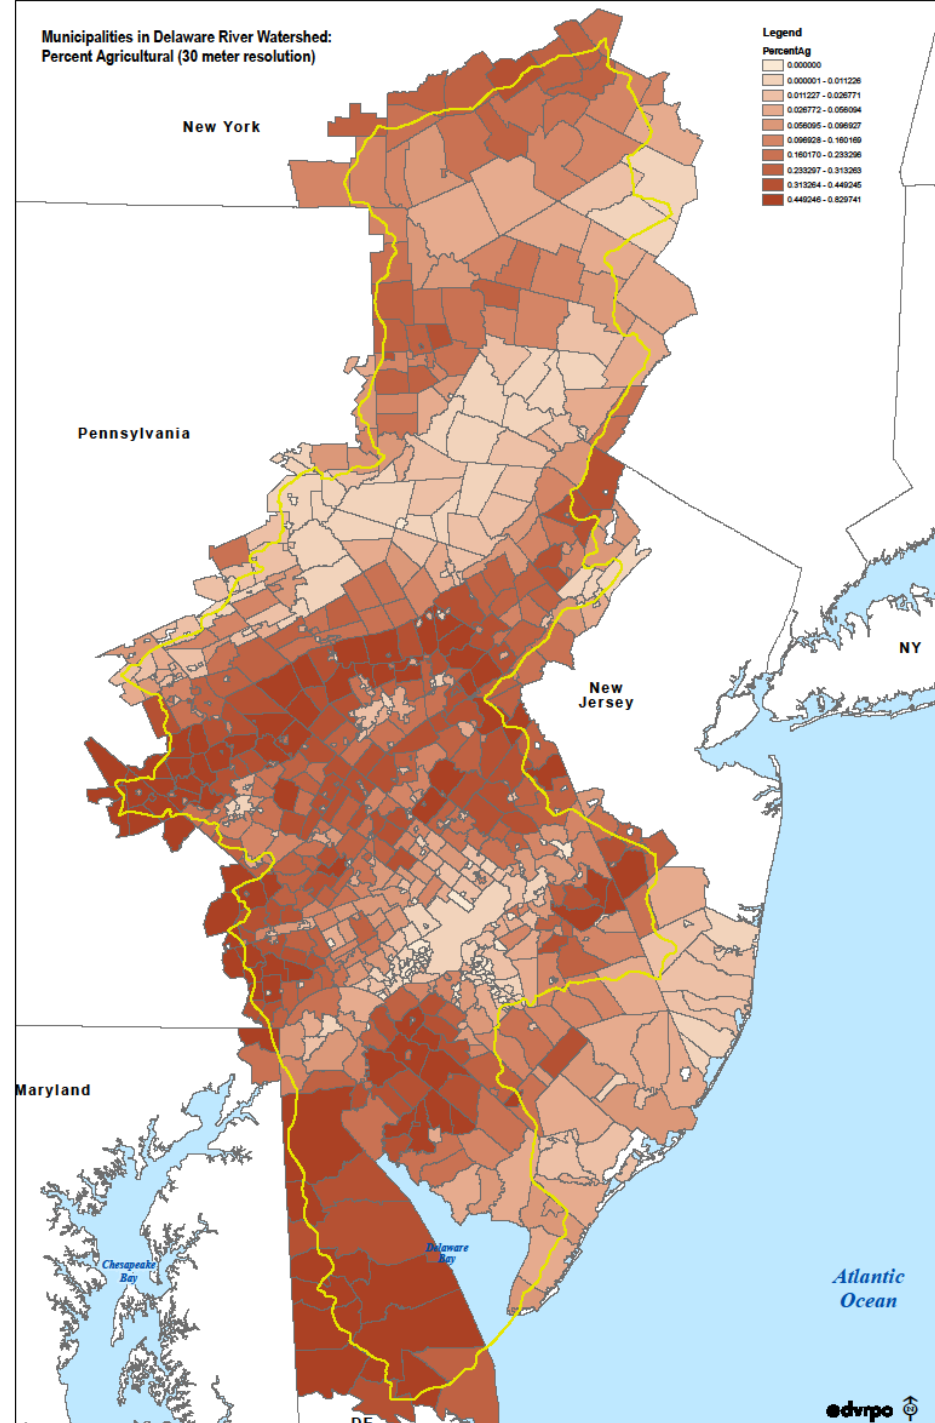 Municipalities in Delaware River Watershed:
Percent Agricultural (30 meter resolution)
Legend
PercentAg
0.000000
0.000001 - 0.011226
0.011227 - 0.026771
0.026772 - 0.056094
0.056095 - 0.096927
0.096928 - 0.160169
0.160170 - 0.233296
0.233297 - 0.313263
0.313264 - 0.449245
0.449246 - 0.829741
New York
Pennsylvania
NY
New
Jersey
Maryland
Delaware
Bay
Chesapeake
Bay
Atlantic
Ocean
dvrpc
N
DE